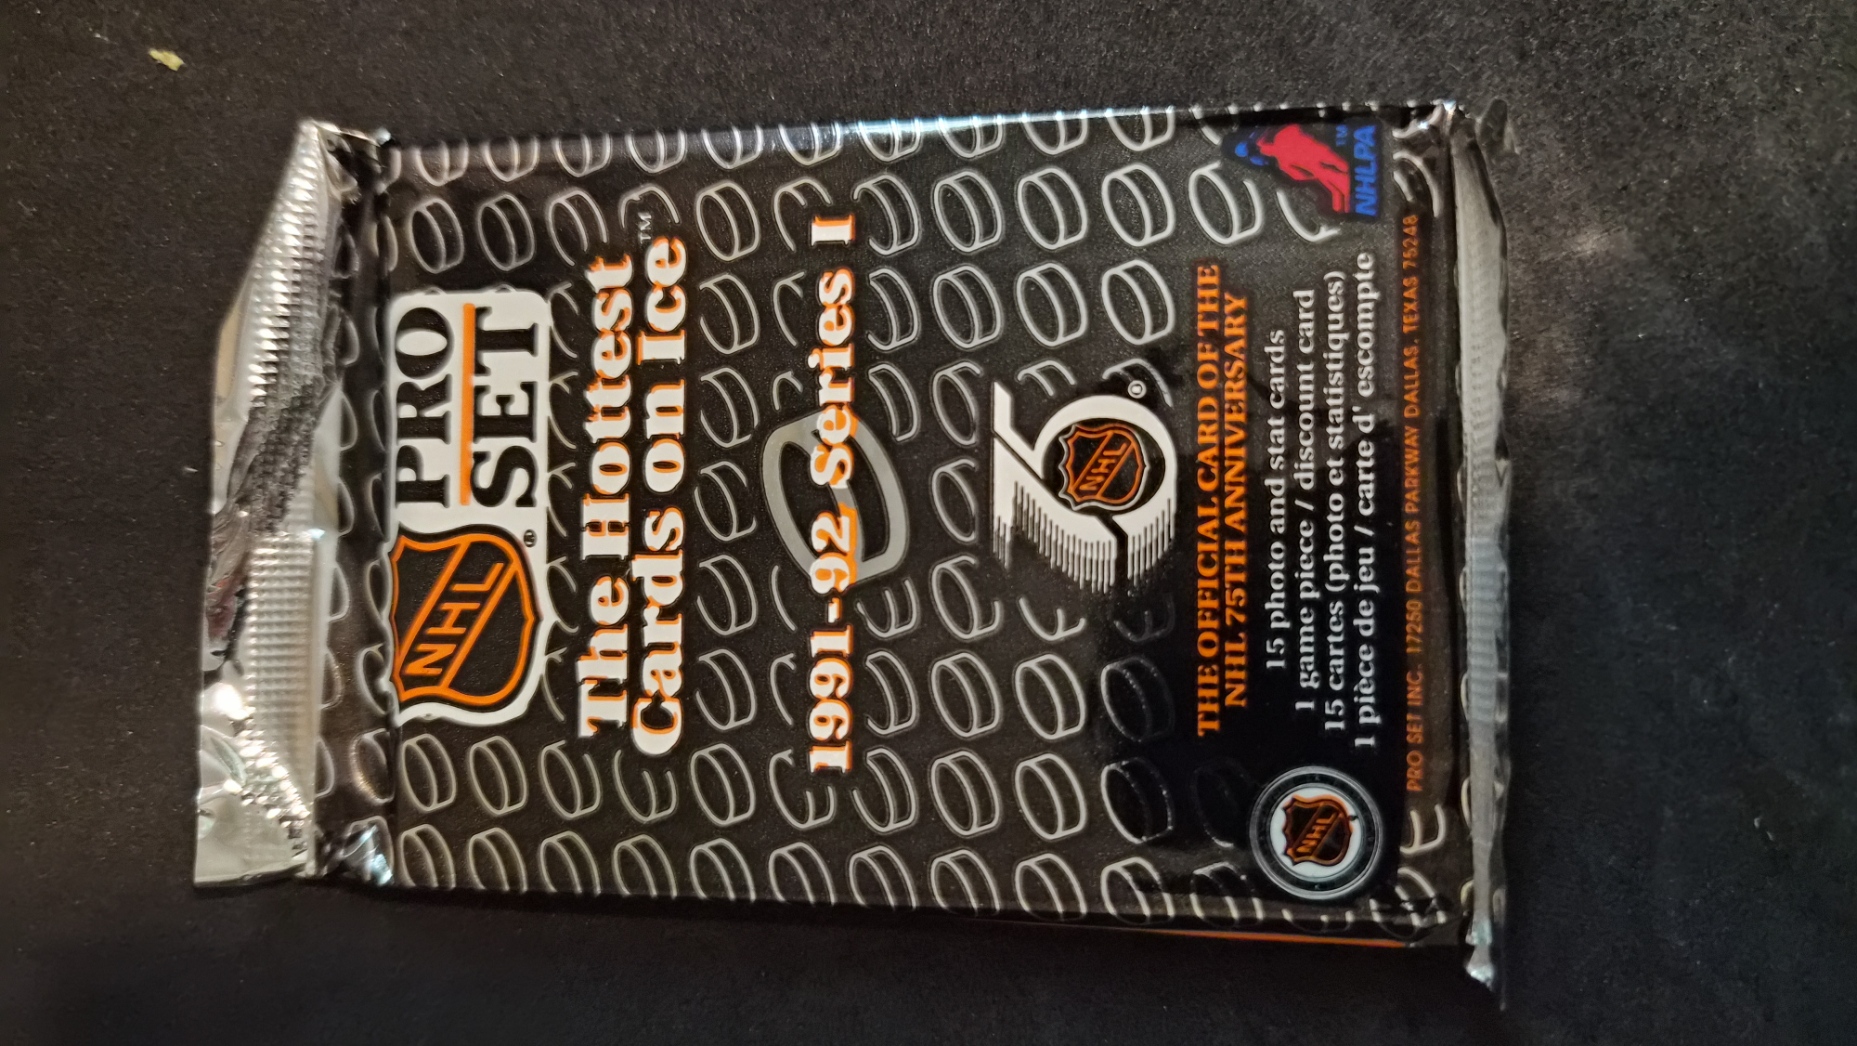 NHL
PRO
SET
®
The Hottest
Cards on Ice™
1991-92 Series I
75
NHL
®
THE OFFICIAL CARD OF THE
NHL 75TH ANNIVERSARY
15 photo and stat cards
1 game piece / discount card
15 cartes (photo et statistiques)
1 pièce de jeu / carte d' escompte
NHL
NHLPA™
PRO SET INC. 17250 DALLAS PARKWAY DALLAS, TEXAS 75248